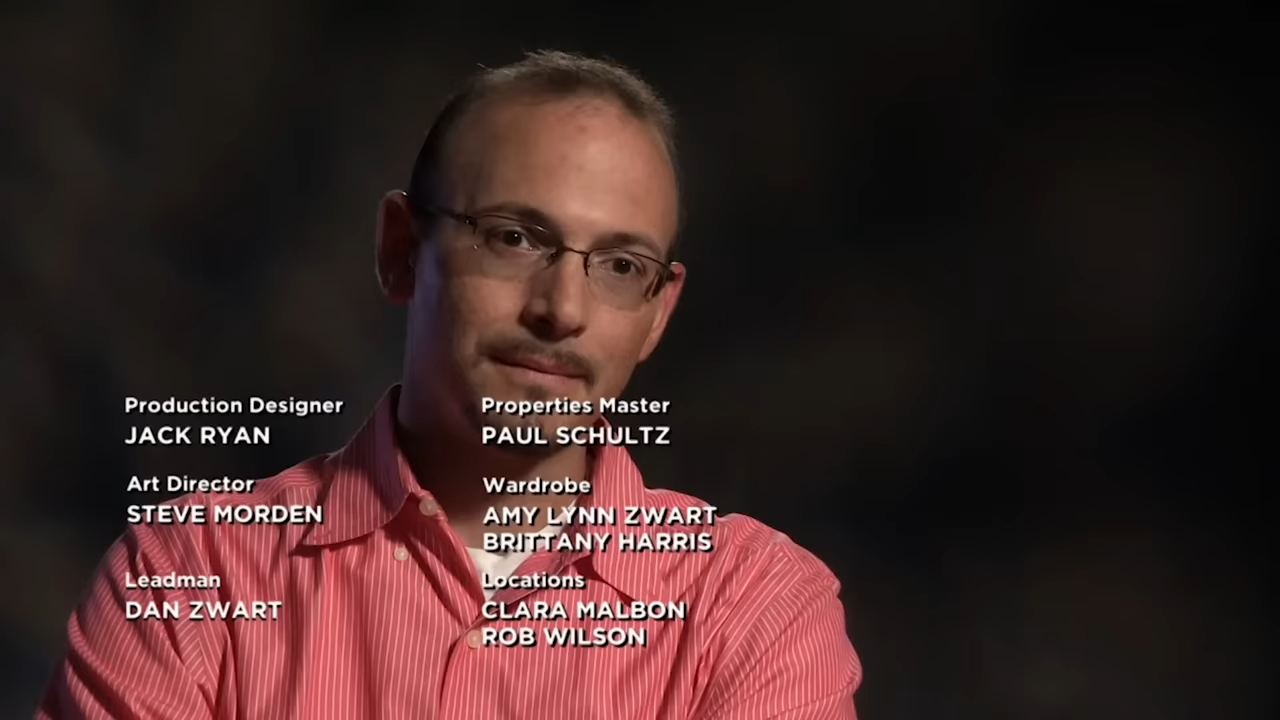 Production Designer
JACK RYAN
Art Director
STEVE MORDEN
Leadman
DAN ZWART
Properties Master
PAUL SCHULTZ
Wardrobe
AMY LYNN ZWART
BRITTANY HARRIS
Locations
CLARA MALBON
ROB WILSON